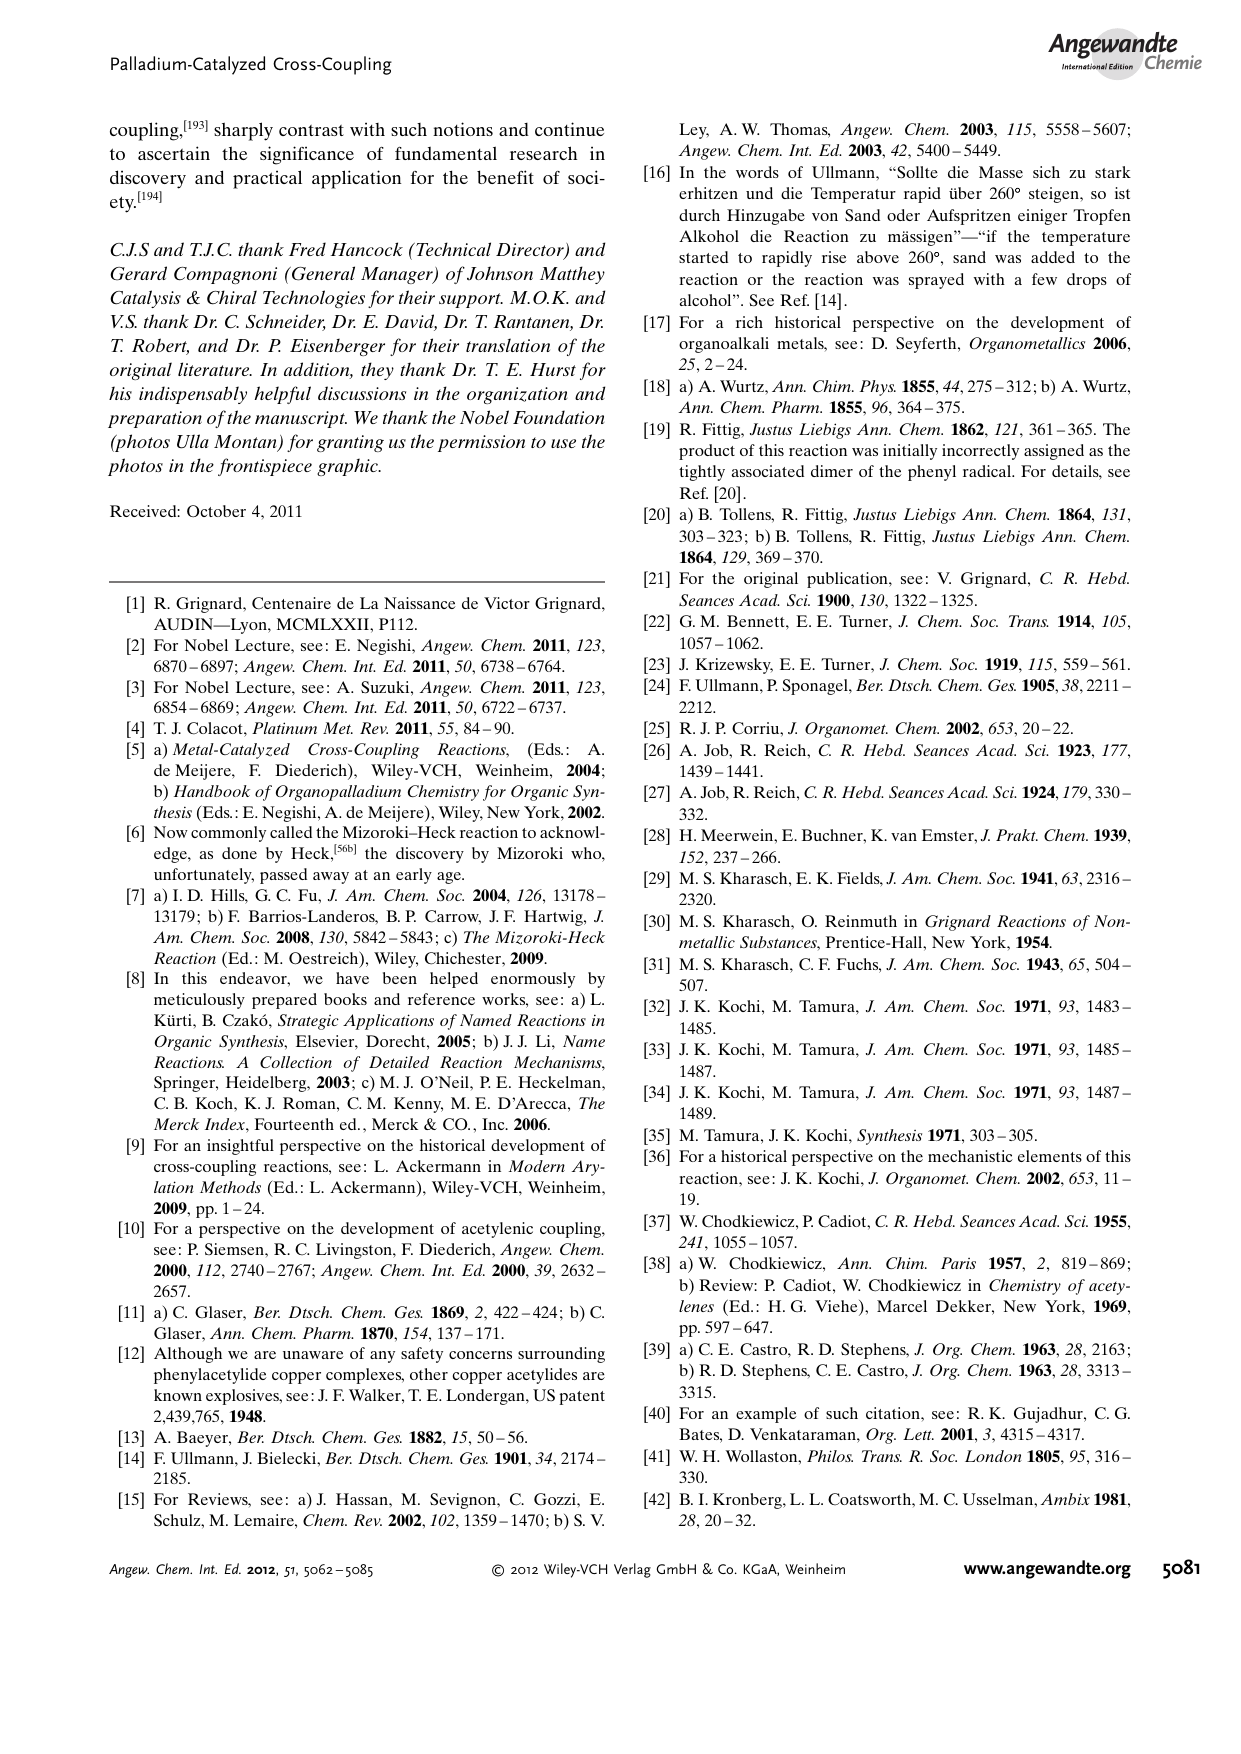 Palladium-Catalyzed Cross-Coupling
Angewandte
International Edition Chemie
coupling,[193] sharply contrast with such notions and continue
to ascertain the significance of fundamental research in
discovery and practical application for the benefit of soci-
ety.[194]
C.J.S and T.J.C. thank Fred Hancock (Technical Director) and
Gerard Compagnoni (General Manager) of Johnson Matthey
Catalysis & Chiral Technologies for their support. M.O.K. and
V.S. thank Dr. C. Schneider, Dr. E. David, Dr. T. Rantanen, Dr.
T. Robert, and Dr. P. Eisenberger for their translation of the
original literature. In addition, they thank Dr. T. E. Hurst for
his indispensably helpful discussions in the organization and
preparation of the manuscript. We thank the Nobel Foundation
(photos Ulla Montan) for granting us the permission to use the
photos in the frontispiece graphic.
Received: October 4, 2011
[1] R. Grignard, Centenaire de La Naissance de Victor Grignard,
AUDIN—Lyon, MCMLXXII, P112.
[2] For Nobel Lecture, see: E. Negishi, Angew. Chem. 2011, 123,
6870–6897; Angew. Chem. Int. Ed. 2011, 50, 6738–6764.
[3] For Nobel Lecture, see: A. Suzuki, Angew. Chem. 2011, 123,
6854–6869; Angew. Chem. Int. Ed. 2011, 50, 6722–6737.
[4] T. J. Colacot, Platinum Met. Rev. 2011, 55, 84–90.
[5] a) Metal-Catalyzed Cross-Coupling Reactions, (Eds.: A.
de Meijere, F. Diederich), Wiley-VCH, Weinheim, 2004;
b) Handbook of Organopalladium Chemistry for Organic Syn-
thesis (Eds.: E. Negishi, A. de Meijere), Wiley, New York, 2002.
[6] Now commonly called the Mizoroki–Heck reaction to acknowl-
edge, as done by Heck,[56b] the discovery by Mizoroki who,
unfortunately, passed away at an early age.
[7] a) I. D. Hills, G. C. Fu, J. Am. Chem. Soc. 2004, 126, 13178–
13179; b) F. Barrios-Landeros, B. P. Carrow, J. F. Hartwig, J.
Am. Chem. Soc. 2008, 130, 5842–5843; c) The Mizoroki-Heck
Reaction (Ed.: M. Oestreich), Wiley, Chichester, 2009.
[8] In this endeavor, we have been helped enormously by
meticulously prepared books and reference works, see: a) L.
Kürti, B. Czakó, Strategic Applications of Named Reactions in
Organic Synthesis, Elsevier, Dorecht, 2005; b) J. J. Li, Name
Reactions. A Collection of Detailed Reaction Mechanisms,
Springer, Heidelberg, 2003; c) M. J. O'Neil, P. E. Heckelman,
C. B. Koch, K. J. Roman, C. M. Kenny, M. E. D'Arecca, The
Merck Index, Fourteenth ed., Merck & CO., Inc. 2006.
[9] For an insightful perspective on the historical development of
cross-coupling reactions, see: L. Ackermann in Modern Ary-
lation Methods (Ed.: L. Ackermann), Wiley-VCH, Weinheim,
2009, pp. 1–24.
[10] For a perspective on the development of acetylenic coupling,
see: P. Siemsen, R. C. Livingston, F. Diederich, Angew. Chem.
2000, 112, 2740–2767; Angew. Chem. Int. Ed. 2000, 39, 2632–
2657.
[11] a) C. Glaser, Ber. Dtsch. Chem. Ges. 1869, 2, 422–424; b) C.
Glaser, Ann. Chem. Pharm. 1870, 154, 137–171.
[12] Although we are unaware of any safety concerns surrounding
phenylacetylide copper complexes, other copper acetylides are
known explosives, see: J. F. Walker, T. E. Londergan, US patent
2,439,765, 1948.
[13] A. Baeyer, Ber. Dtsch. Chem. Ges. 1882, 15, 50–56.
[14] F. Ullmann, J. Bielecki, Ber. Dtsch. Chem. Ges. 1901, 34, 2174–
2185.
[15] For Reviews, see: a) J. Hassan, M. Sevignon, C. Gozzi, E.
Schulz, M. Lemaire, Chem. Rev. 2002, 102, 1359–1470; b) S. V.
Ley, A. W. Thomas, Angew. Chem. 2003, 115, 5558–5607;
Angew. Chem. Int. Ed. 2003, 42, 5400–5449.
[16] In the words of Ullmann, “Sollte die Masse sich zu stark
erhitzen und die Temperatur rapid über 260° steigen, so ist
durch Hinzugabe von Sand oder Aufspritzen einiger Tropfen
Alkohol die Reaction zu mässigen”—“if the temperature
started to rapidly rise above 260°, sand was added to the
reaction or the reaction was sprayed with a few drops of
alcohol”. See Ref. [14].
[17] For a rich historical perspective on the development of
organoalkali metals, see: D. Seyferth, Organometallics 2006,
25, 2–24.
[18] a) A. Wurtz, Ann. Chim. Phys. 1855, 44, 275–312; b) A. Wurtz,
Ann. Chem. Pharm. 1855, 96, 364–375.
[19] R. Fittig, Justus Liebigs Ann. Chem. 1862, 121, 361–365. The
product of this reaction was initially incorrectly assigned as the
tightly associated dimer of the phenyl radical. For details, see
Ref. [20].
[20] a) B. Tollens, R. Fittig, Justus Liebigs Ann. Chem. 1864, 131,
303–323; b) B. Tollens, R. Fittig, Justus Liebigs Ann. Chem.
1864, 129, 369–370.
[21] For the original publication, see: V. Grignard, C. R. Hebd.
Seances Acad. Sci. 1900, 130, 1322–1325.
[22] G. M. Bennett, E. E. Turner, J. Chem. Soc. Trans. 1914, 105,
1057–1062.
[23] J. Krizewsky, E. E. Turner, J. Chem. Soc. 1919, 115, 559–561.
[24] F. Ullmann, P. Sponagel, Ber. Dtsch. Chem. Ges. 1905, 38, 2211–
2212.
[25] R. J. P. Corriu, J. Organomet. Chem. 2002, 653, 20–22.
[26] A. Job, R. Reich, C. R. Hebd. Seances Acad. Sci. 1923, 177,
1439–1441.
[27] A. Job, R. Reich, C. R. Hebd. Seances Acad. Sci. 1924, 179, 330–
332.
[28] H. Meerwein, E. Buchner, K. van Emster, J. Prakt. Chem. 1939,
152, 237–266.
[29] M. S. Kharasch, E. K. Fields, J. Am. Chem. Soc. 1941, 63, 2316–
2320.
[30] M. S. Kharasch, O. Reinmuth in Grignard Reactions of Non-
metallic Substances, Prentice-Hall, New York, 1954.
[31] M. S. Kharasch, C. F. Fuchs, J. Am. Chem. Soc. 1943, 65, 504–
507.
[32] J. K. Kochi, M. Tamura, J. Am. Chem. Soc. 1971, 93, 1483–
1485.
[33] J. K. Kochi, M. Tamura, J. Am. Chem. Soc. 1971, 93, 1485–
1487.
[34] J. K. Kochi, M. Tamura, J. Am. Chem. Soc. 1971, 93, 1487–
1489.
[35] M. Tamura, J. K. Kochi, Synthesis 1971, 303–305.
[36] For a historical perspective on the mechanistic elements of this
reaction, see: J. K. Kochi, J. Organomet. Chem. 2002, 653, 11–
19.
[37] W. Chodkiewicz, P. Cadiot, C. R. Hebd. Seances Acad. Sci. 1955,
241, 1055–1057.
[38] a) W. Chodkiewicz, Ann. Chim. Paris 1957, 2, 819–869;
b) Review: P. Cadiot, W. Chodkiewicz in Chemistry of acety-
lenes (Ed.: H. G. Viehe), Marcel Dekker, New York, 1969,
pp. 597–647.
[39] a) C. E. Castro, R. D. Stephens, J. Org. Chem. 1963, 28, 2163;
b) R. D. Stephens, C. E. Castro, J. Org. Chem. 1963, 28, 3313–
3315.
[40] For an example of such citation, see: R. K. Gujadhur, C. G.
Bates, D. Venkataraman, Org. Lett. 2001, 3, 4315–4317.
[41] W. H. Wollaston, Philos. Trans. R. Soc. London 1805, 95, 316–
330.
[42] B. I. Kronberg, L. L. Coatsworth, M. C. Usselman, Ambix 1981,
28, 20–32.
Angew. Chem. Int. Ed. 2012, 51, 5062–5085 © 2012 Wiley-VCH Verlag GmbH & Co. KGaA, Weinheim www.angewandte.org 5081